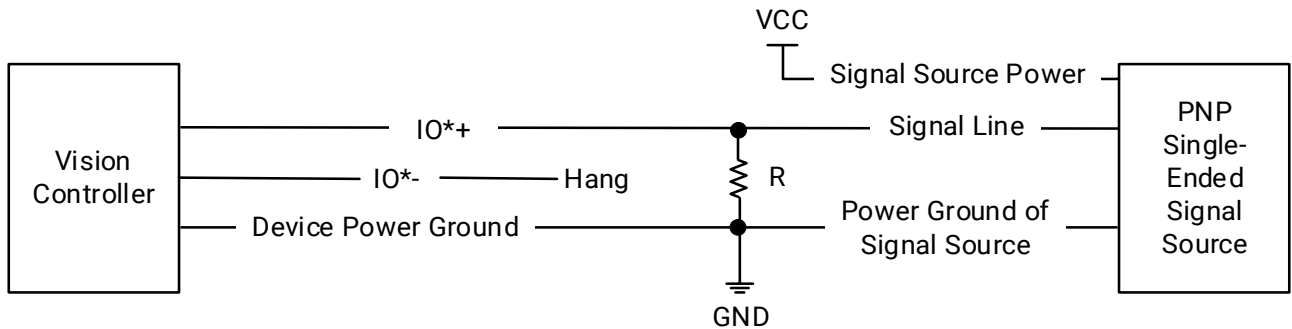 VCC
Signal Source Power
IO*+
Signal Line
Vision
Controller
IO*-
Hang
R
PNP
Single-
Ended
Signal
Source
Device Power Ground
Power Ground of
Signal Source
GND